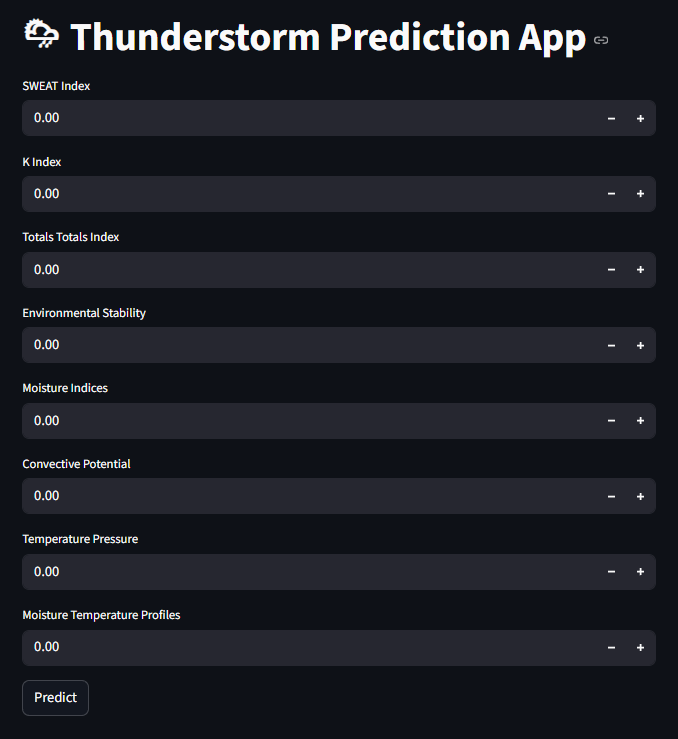 Thunderstorm Prediction App
SWEAT Index
0.00
K Index
0.00
Totals Totals Index
0.00
Environmental Stability
0.00
Moisture Indices
0.00
Convective Potential
0.00
Temperature Pressure
0.00
Moisture Temperature Profiles
0.00
Predict